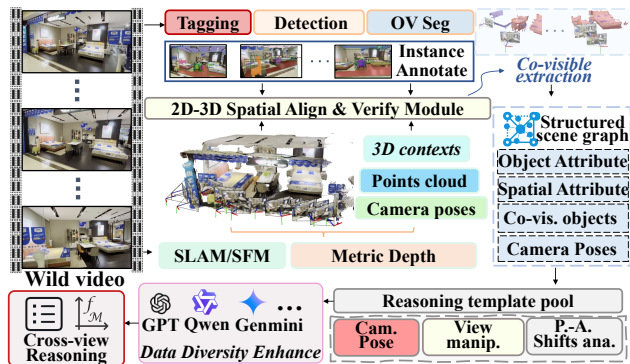 Tagging
Detection
OV Seg
Instance
Annotate
Co-visible
extraction
2D-3D Spatial Align & Verify Module
3D contexts
Points cloud
Camera poses
Structured
scene graph
Object Attribute
Spatial Attribute
Co-vis. objects
Camera Poses
SLAM/SFM
Metric Depth
Wild video
Reasoning template pool
Cam.
Pose
View
manip.
P.-A.
Shifts ana.
GPT Qwen Genmini
Data Diversity Enhance
f
M
Cross-view
Reasoning